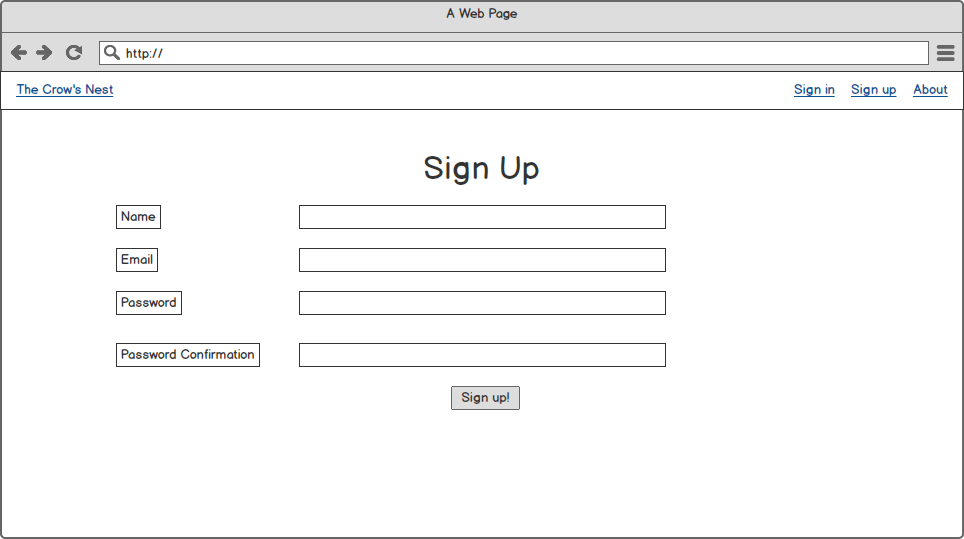 A Web Page
http://
The Crow's Nest Sign in Sign up About
Sign Up
Name
Email
Password
Password Confirmation
Sign up!